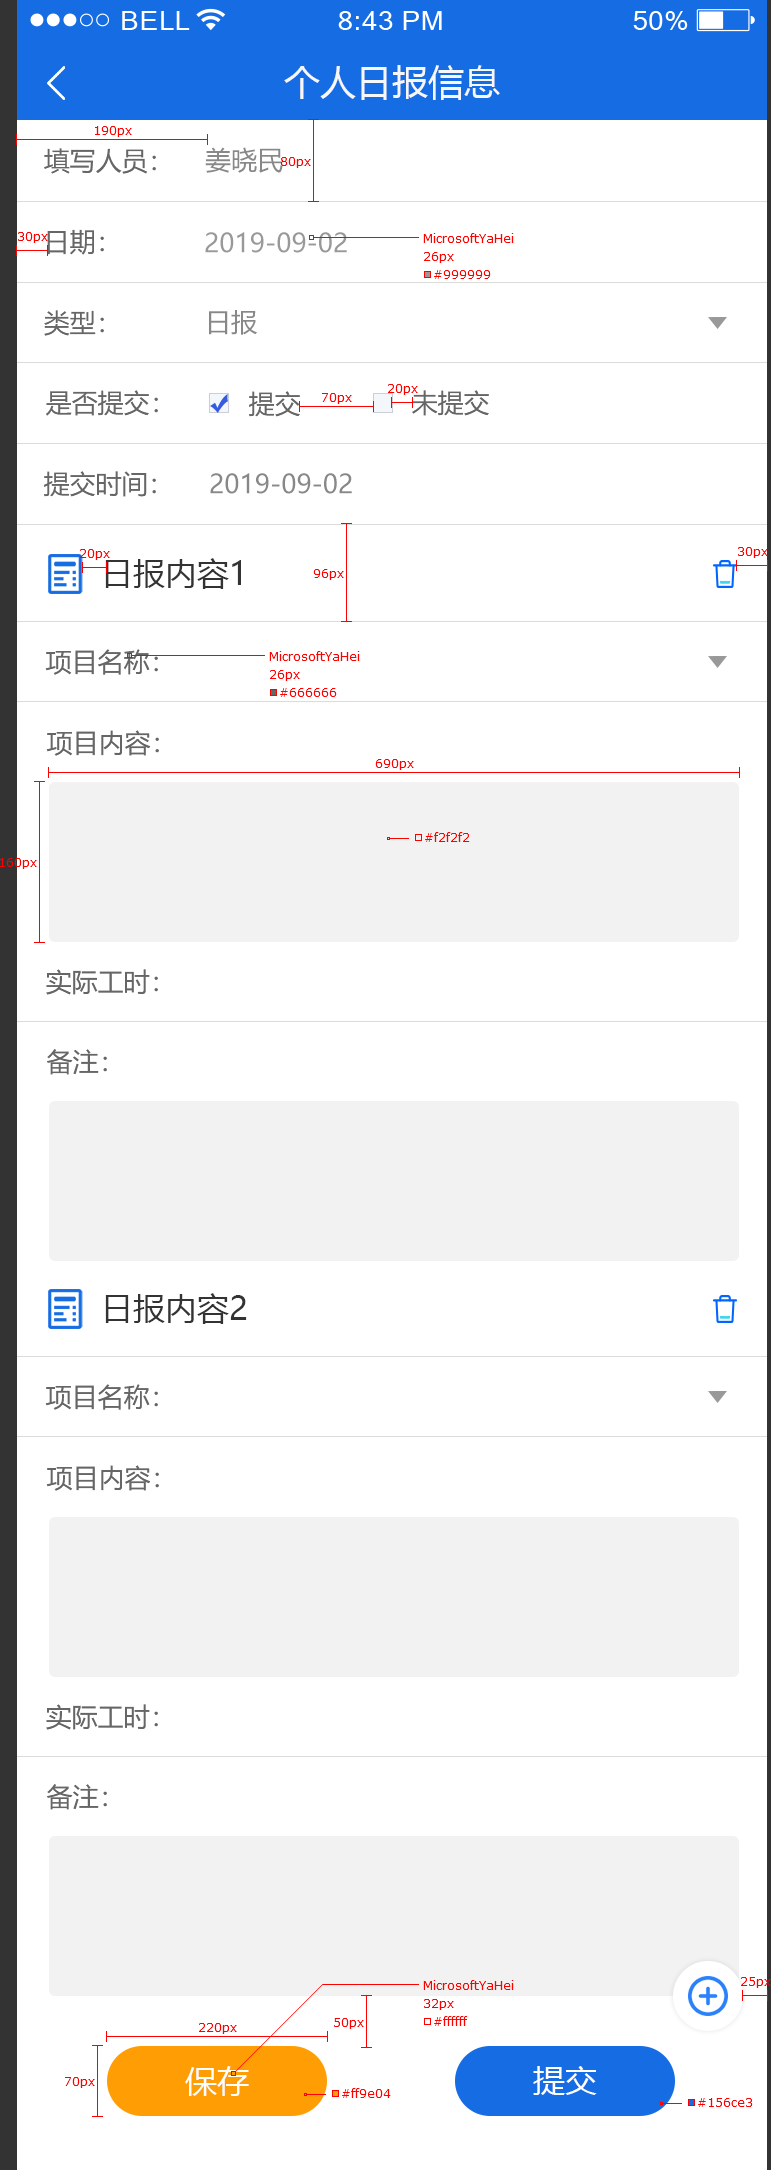 BELL 8:43 PM 50%
个人日报信息
190px
填写人员： 姜晓民 80px
30px 日期： 2019-09-02 MicrosoftYaHei
26px
#999999
类型： 日报
是否提交： 提交 70px 20px 未提交
提交时间： 2019-09-02
20px 日报内容1 96px 30px
项目名称： MicrosoftYaHei
26px
#666666
项目内容：
690px
#f2f2f2
160px
实际工时：
备注：
日报内容2
项目名称：
项目内容：
实际工时：
备注：
25px
MicrosoftYaHei
32px
#ffffff
50px
220px
70px 保存 #ff9e04 提交 #156ce3